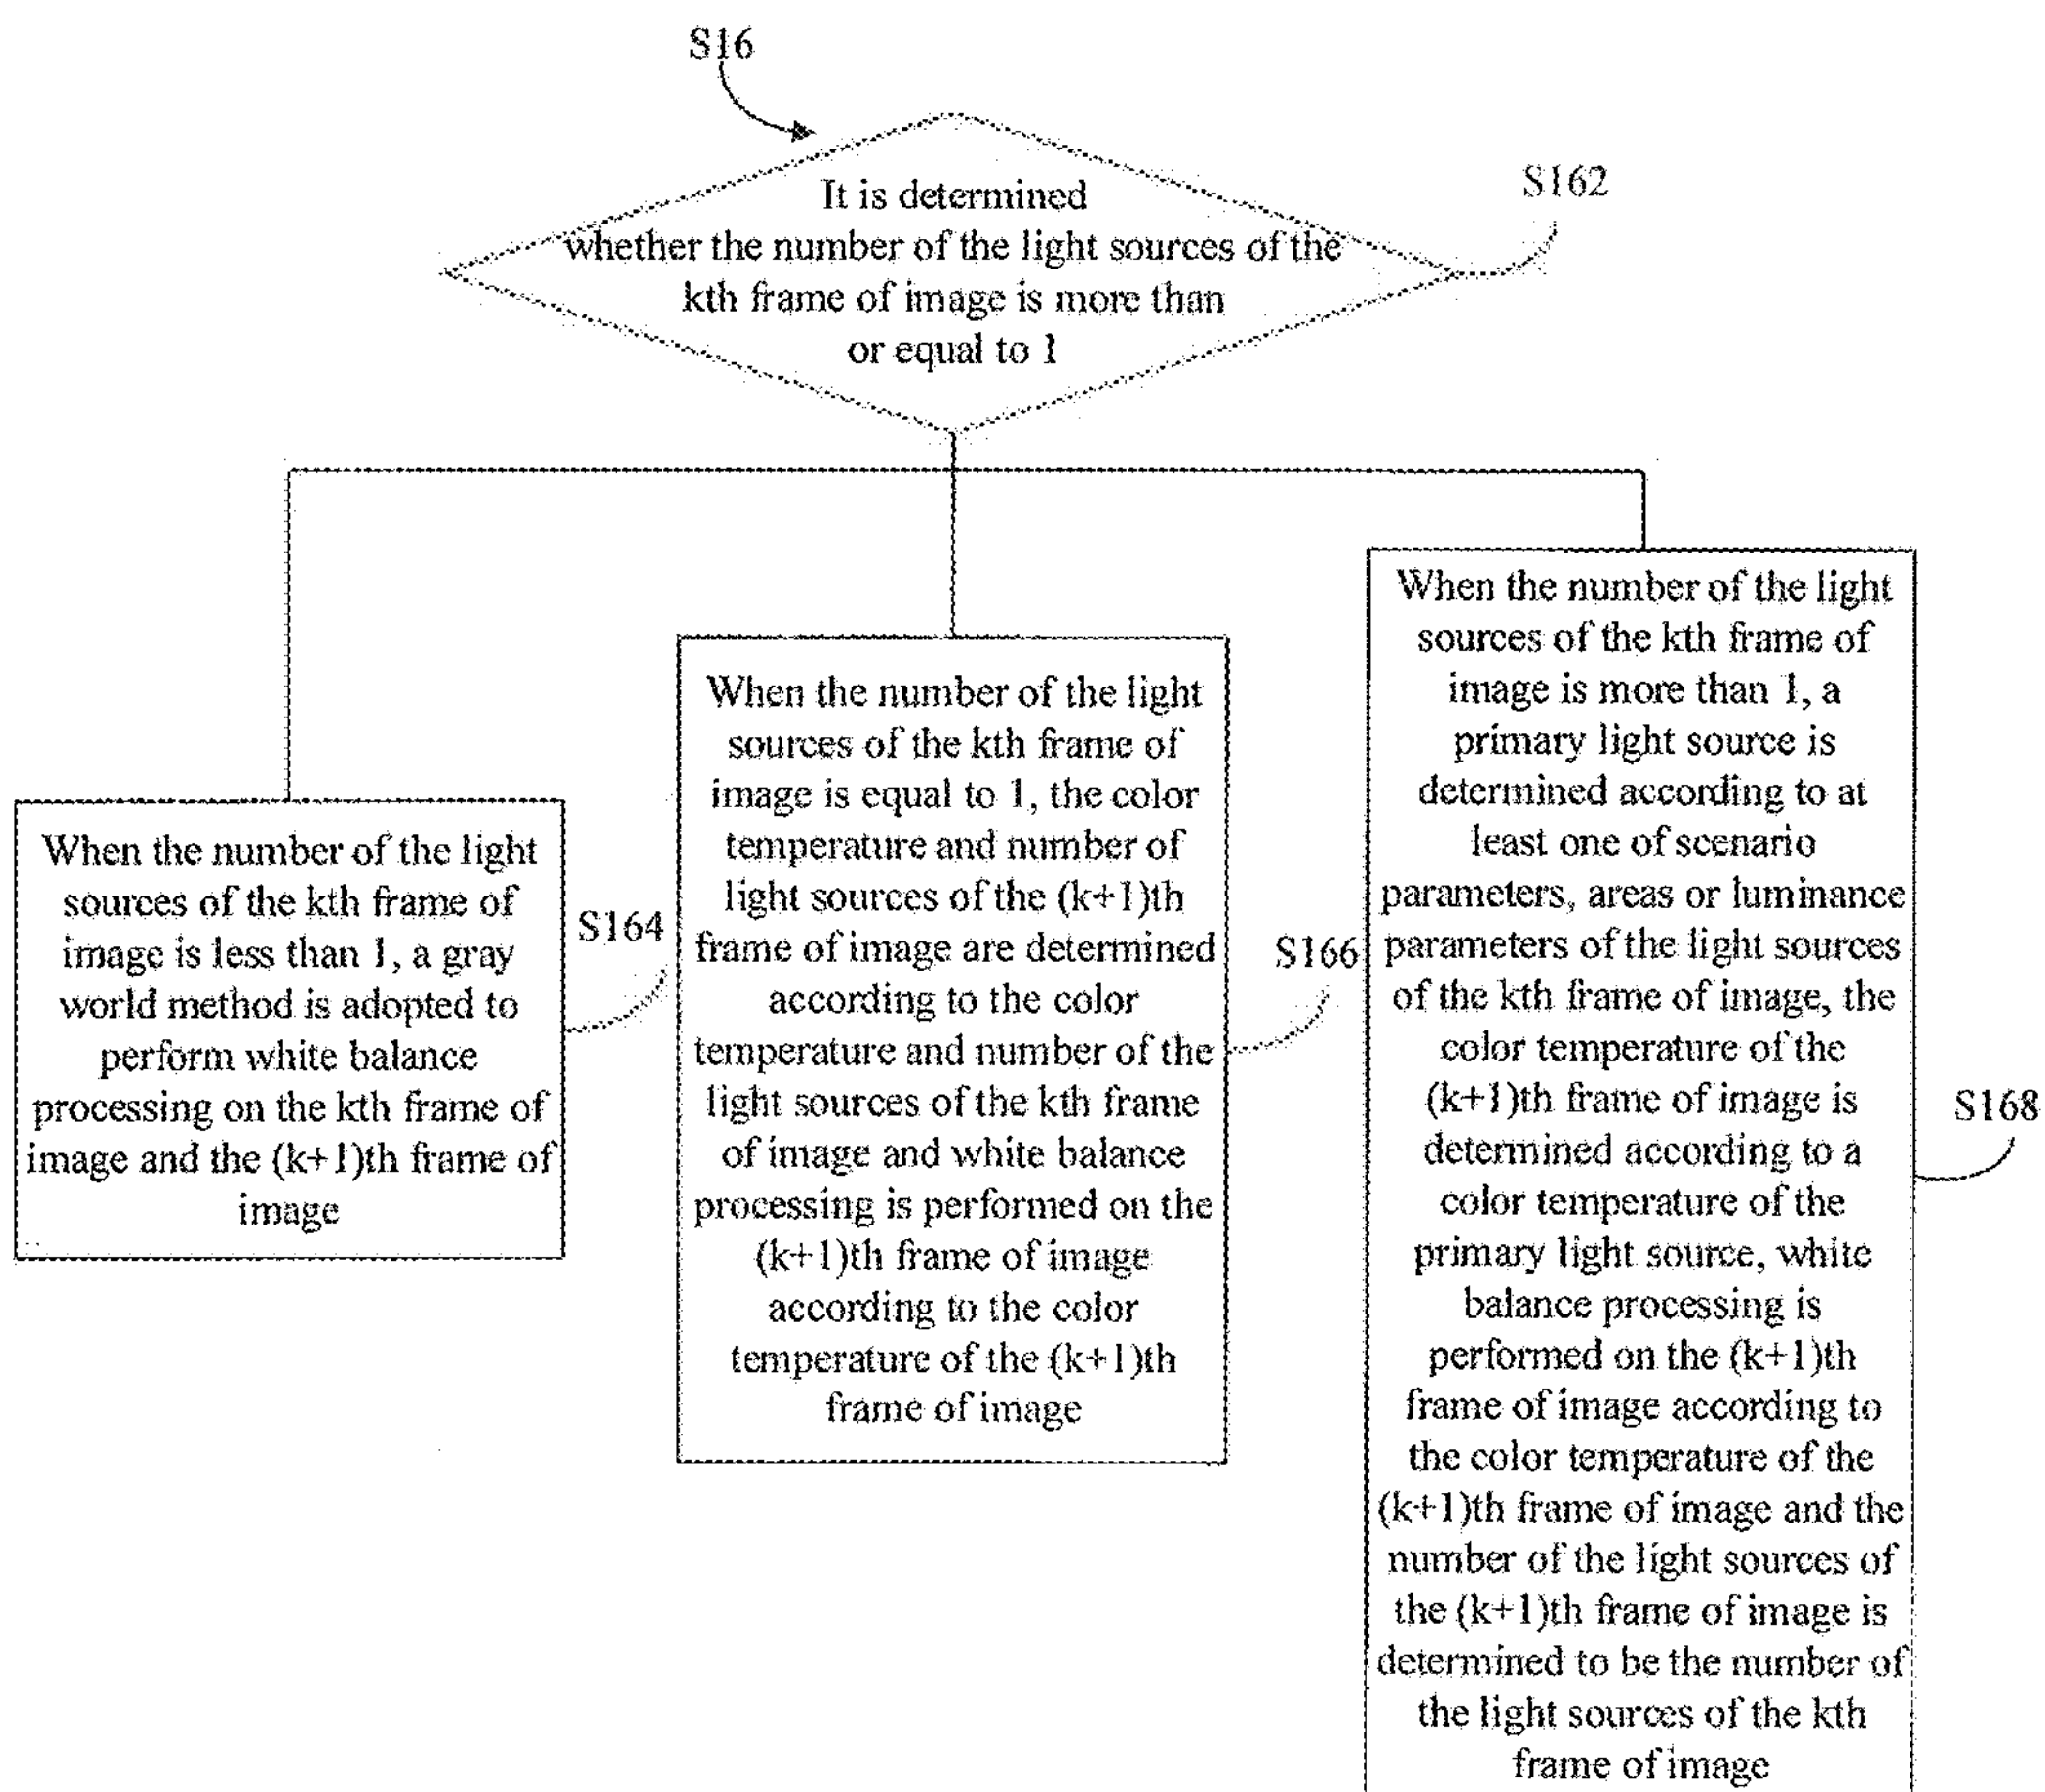 S16
S162
It is determined
whether the number of the light sources of the
kth frame of image is more than
or equal to 1
When the number of the light
sources of the kth frame of
image is less than 1, a gray
world method is adopted to
perform white balance
processing on the kth frame of
image and the (k+1)th frame of
image
S164
When the number of the light
sources of the kth frame of
image is equal to 1, the color
temperature and number of
light sources of the (k+1)th
frame of image are determined
according to the color
temperature and number of the
light sources of the kth frame
of image and white balance
processing is performed on the
(k+1)th frame of image
according to the color
temperature of the (k+1)th
frame of image
S166
When the number of the light
sources of the kth frame of
image is more than 1, a
primary light source is
determined according to at
least one of scenario
parameters, areas or luminance
parameters of the light sources
of the kth frame of image, the
color temperature of the
(k+1)th frame of image is
determined according to a
color temperature of the
primary light source, white
balance processing is
performed on the (k+1)th
frame of image according to
the color temperature of the
(k+1)th frame of image and the
number of the light sources of
the (k+1)th frame of image is
determined to be the number of
the light sources of the kth
frame of image
S168